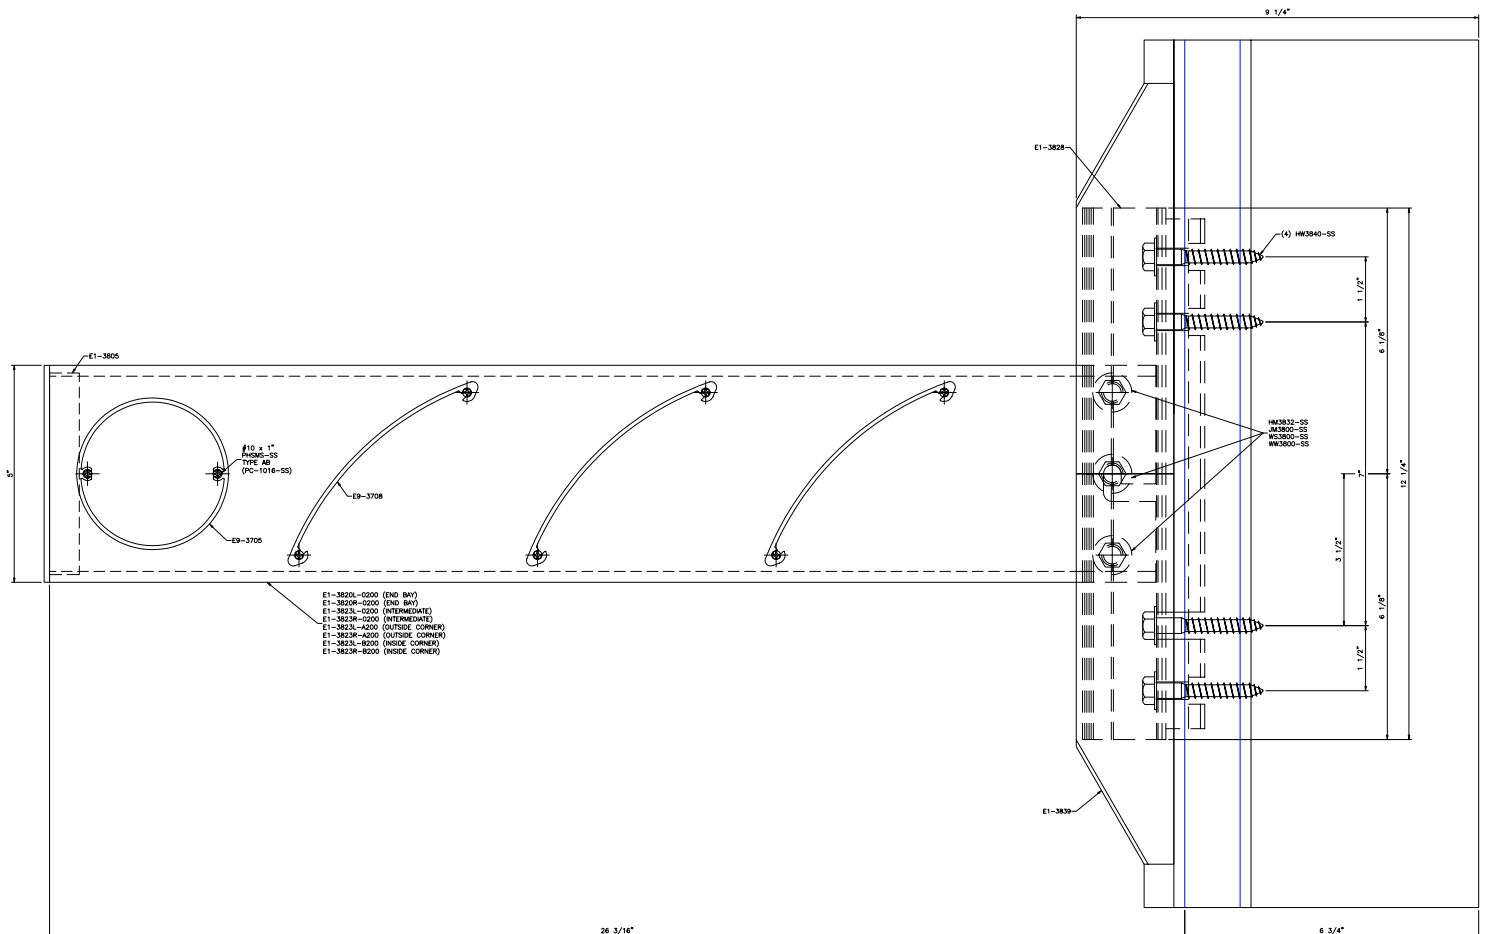 9 1/4"
E1-3828
(4) HW3840-SS
1 1/2"
6 1/8"
E1-3805
5"
#10 x 1"
PHSMS-SS
TYPE AB
(PC-1016-SS)
E9-3708
E9-3705
HM3832-SS
JM3800-SS
WS3800-SS
WW3800-SS
7"
12 1/4"
3 1/2"
6 1/8"
1 1/2"
E1-3820L-0200 (END BAY)
E1-3820R-0200 (END BAY)
E1-3823L-0200 (INTERMEDIATE)
E1-3823R-0200 (INTERMEDIATE)
E1-3823L-A200 (OUTSIDE CORNER)
E1-3823R-A200 (OUTSIDE CORNER)
E1-3823L-B200 (INSIDE CORNER)
E1-3823R-B200 (INSIDE CORNER)
E1-3839
26 3/16"
6 3/4"